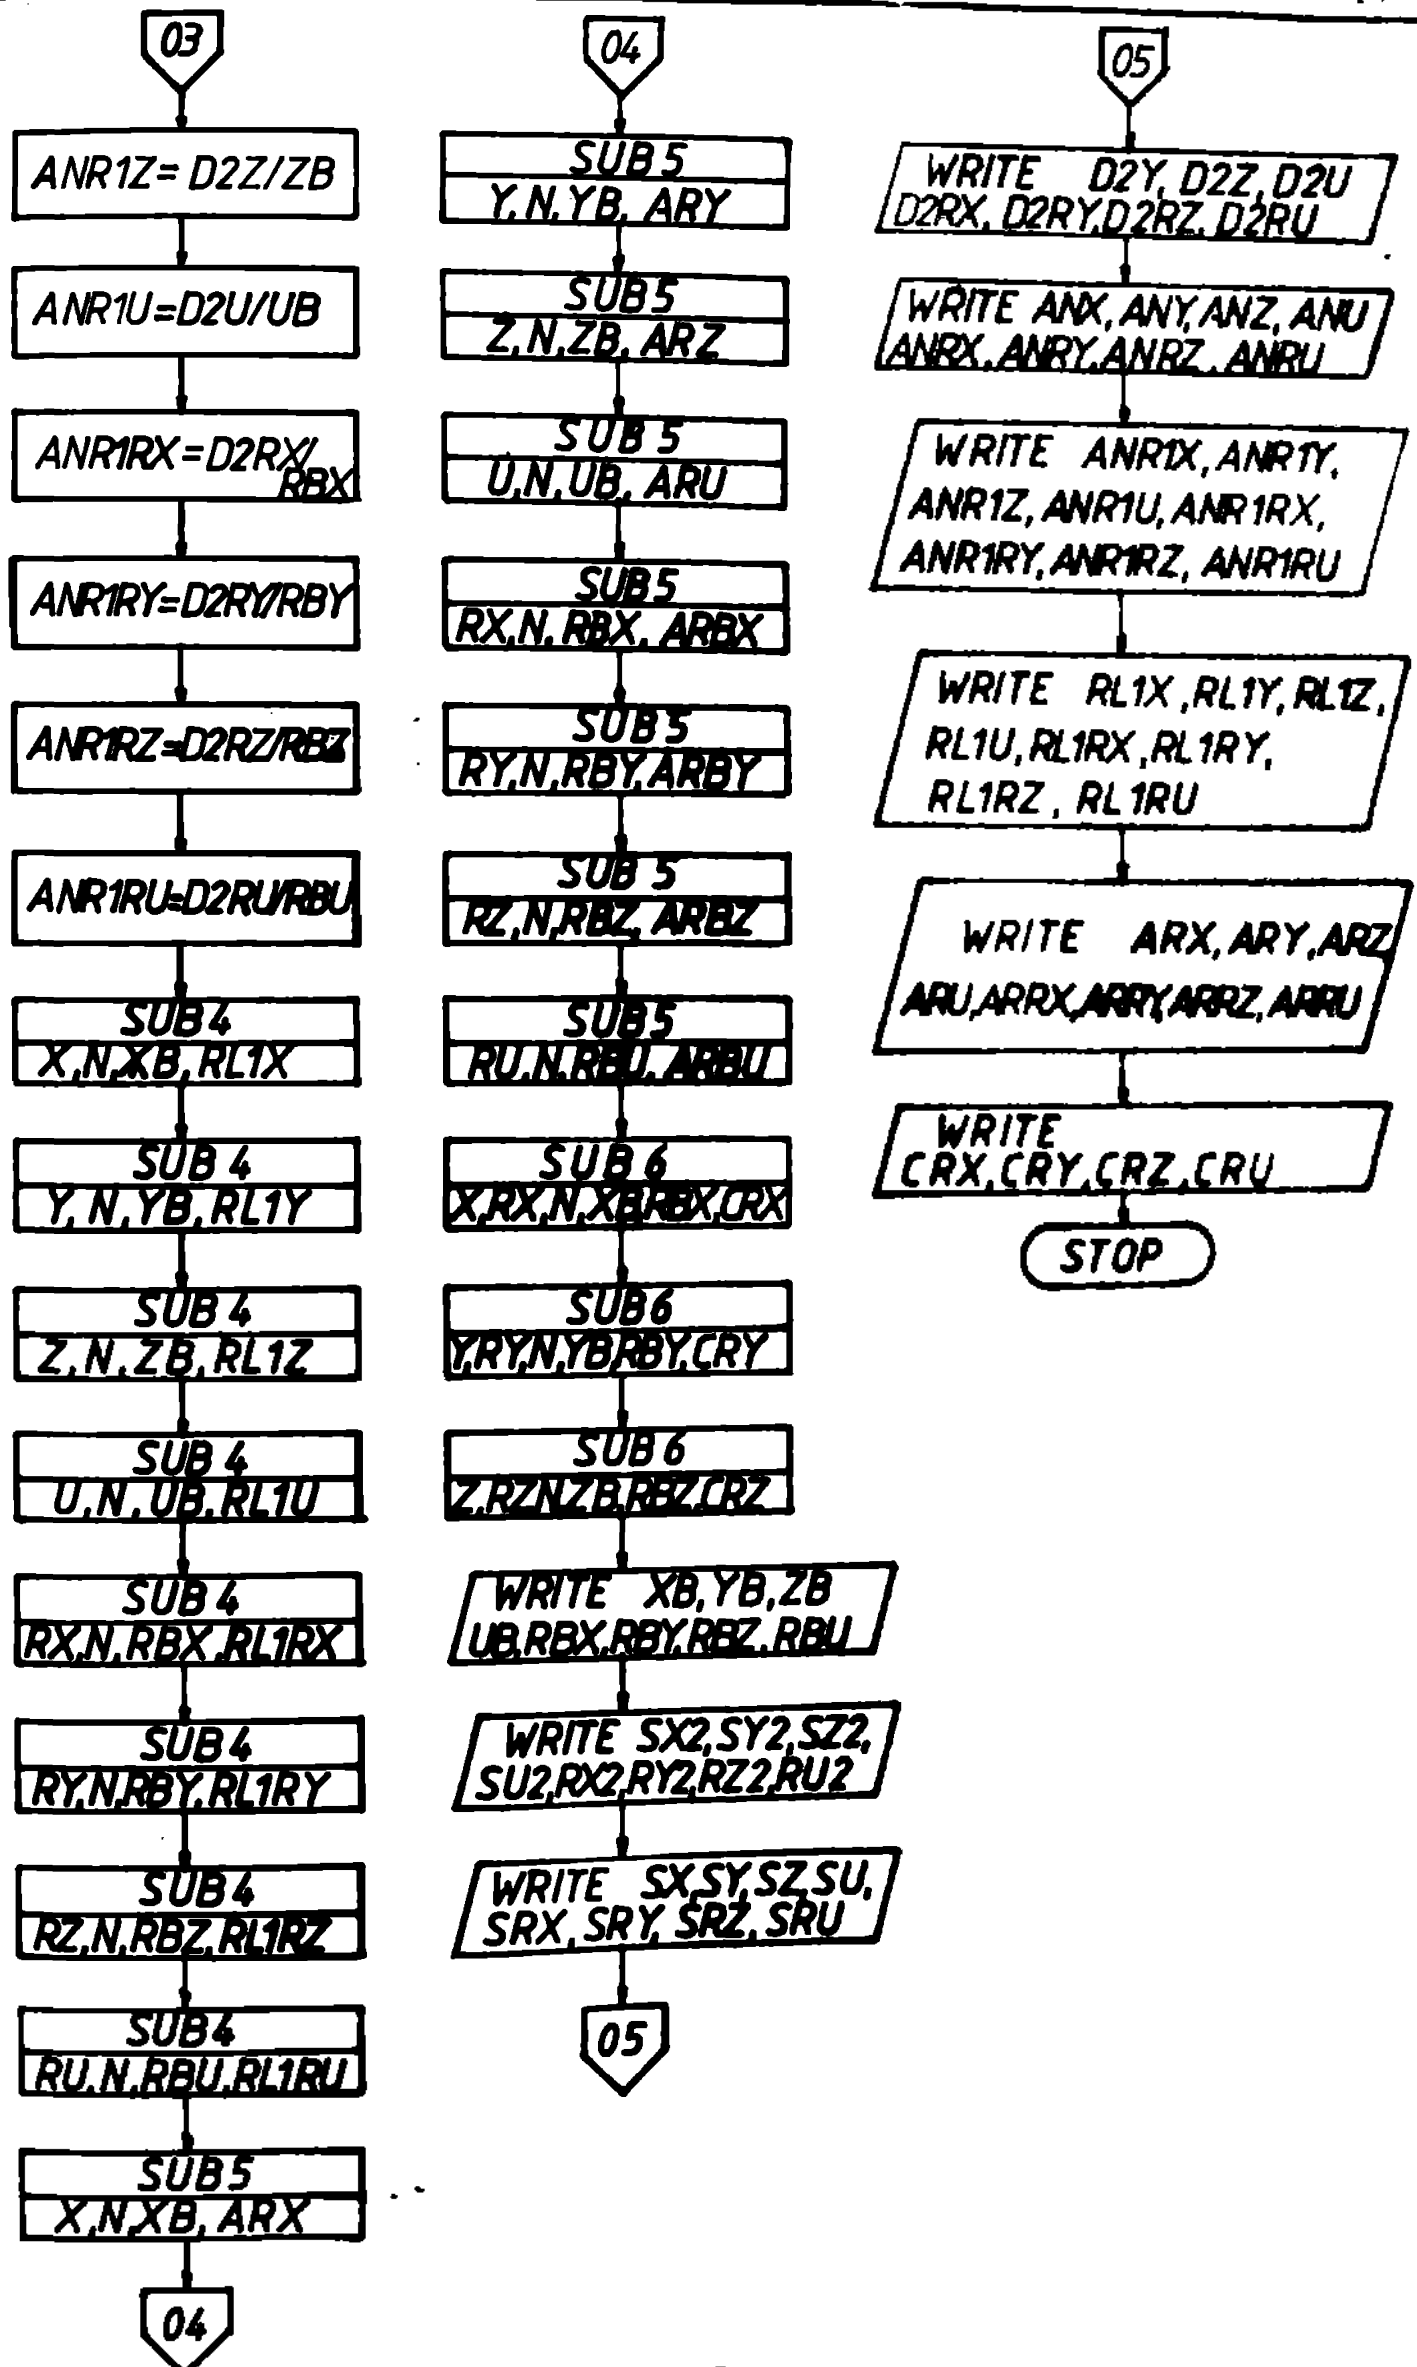 03
ANR1Z= D2Z/ZB
ANR1U=D2U/UB
ANR1RX=D2RX/
RBX
ANR1RY=D2RY/RBY
ANR1RZ=D2RZ/RBZ
ANR1RU=D2RU/RBU
SUB4
X,N,XB,RL1X
SUB 4
Y,N,YB,RL1Y
SUB 4
Z,N,ZB,RL1Z
SUB 4
U,N,UB,RL1U
SUB 4
RX,N,RBX,RL1RX
SUB4
RY,N,RBY,RL1RY
SUB4
RZ,N,RBZ,RL1RZ
SUB4
RU,N,RBU,RL1RU
SUB5
X,N,XB,ARX
04
04
SUB 5
Y,N,YB,ARY
SUB 5
Z,N,ZB,ARZ
SUB 5
U,N,UB,ARU
SUB5
RX,N,RBX,ARBX
SUB5
RY,N,RBY,ARBY
SUB 5
RZ,N,RBZ,ARBZ
SUB5
RU,N,RBU,ARBU
SUB 6
X,RX,N,XB,RBX,CRX
SUB6
Y,RY,N,YB,RBY,CRY
SUB 6
Z,RZN,ZB,RBZ,CRZ
WRITE XB,YB,ZB
UB,RBX,RBY,RBZ,RBU
WRITE SX2,SY2,SZ2,
SU2,RX2,RY2,RZ2,RU2
WRITE SX,SY,SZ,SU,
SRX,SRY,SRZ,SRU
05
05
WRITE D2Y,D2Z,D2U
D2RX,D2RY,D2RZ,D2RU
WRITE ANX,ANY,ANZ,ANU
ANRX,ANRY,ANRZ,ANRU
WRITE ANR1X,ANR1Y,
ANR1Z,ANR1U,ANR1RX,
ANR1RY,ANR1RZ,ANR1RU
WRITE RL1X,RL1Y,RL1Z,
RL1U,RL1RX,RL1RY,
RL1RZ,RL1RU
WRITE ARX,ARY,ARZ
ARU,ARRX,ARRY,ARRZ,ARRU
WRITE
CRX,CRY,CRZ,CRU
STOP